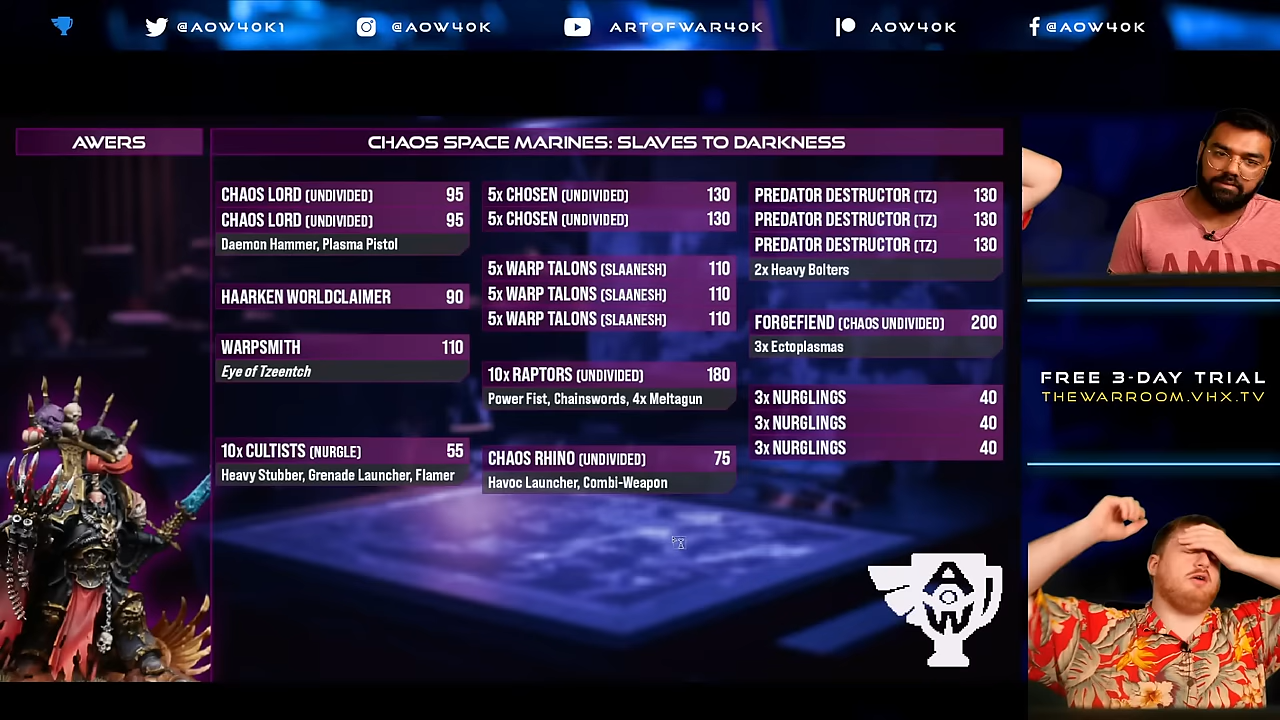 @AOW40K1
@AOW40K
ARTOFWAR40K
AOW40K
@AOW40K
AWERS
CHAOS SPACE MARINES: SLAVES TO DARKNESS
CHAOS LORD (UNDIVIDED) 95
CHAOS LORD (UNDIVIDED) 95
Daemon Hammer, Plasma Pistol
HAARKEN WORLDCLAIMER 90
WARPSMITH 110
Eye of Tzeentch
10x CULTISTS (NURGLE) 55
Heavy Stubber, Grenade Launcher, Flamer
5x CHOSEN (UNDIVIDED) 130
5x CHOSEN (UNDIVIDED) 130
5x WARP TALONS (SLAANESH) 110
5x WARP TALONS (SLAANESH) 110
5x WARP TALONS (SLAANESH) 110
10x RAPTORS (UNDIVIDED) 180
Power Fist, Chainswords, 4x Meltagun
CHAOS RHINO (UNDIVIDED) 75
Havoc Launcher, Combi-Weapon
PREDATOR DESTRUCTOR (TZ) 130
PREDATOR DESTRUCTOR (TZ) 130
PREDATOR DESTRUCTOR (TZ) 130
2x Heavy Bolters
FORGEFIEND (CHAOS UNDIVIDED) 200
3x Ectoplasmas
3x NURGLINGS 40
3x NURGLINGS 40
3x NURGLINGS 40
AOW
FREE 3-DAY TRIAL
THEWARROOM.VHX.TV